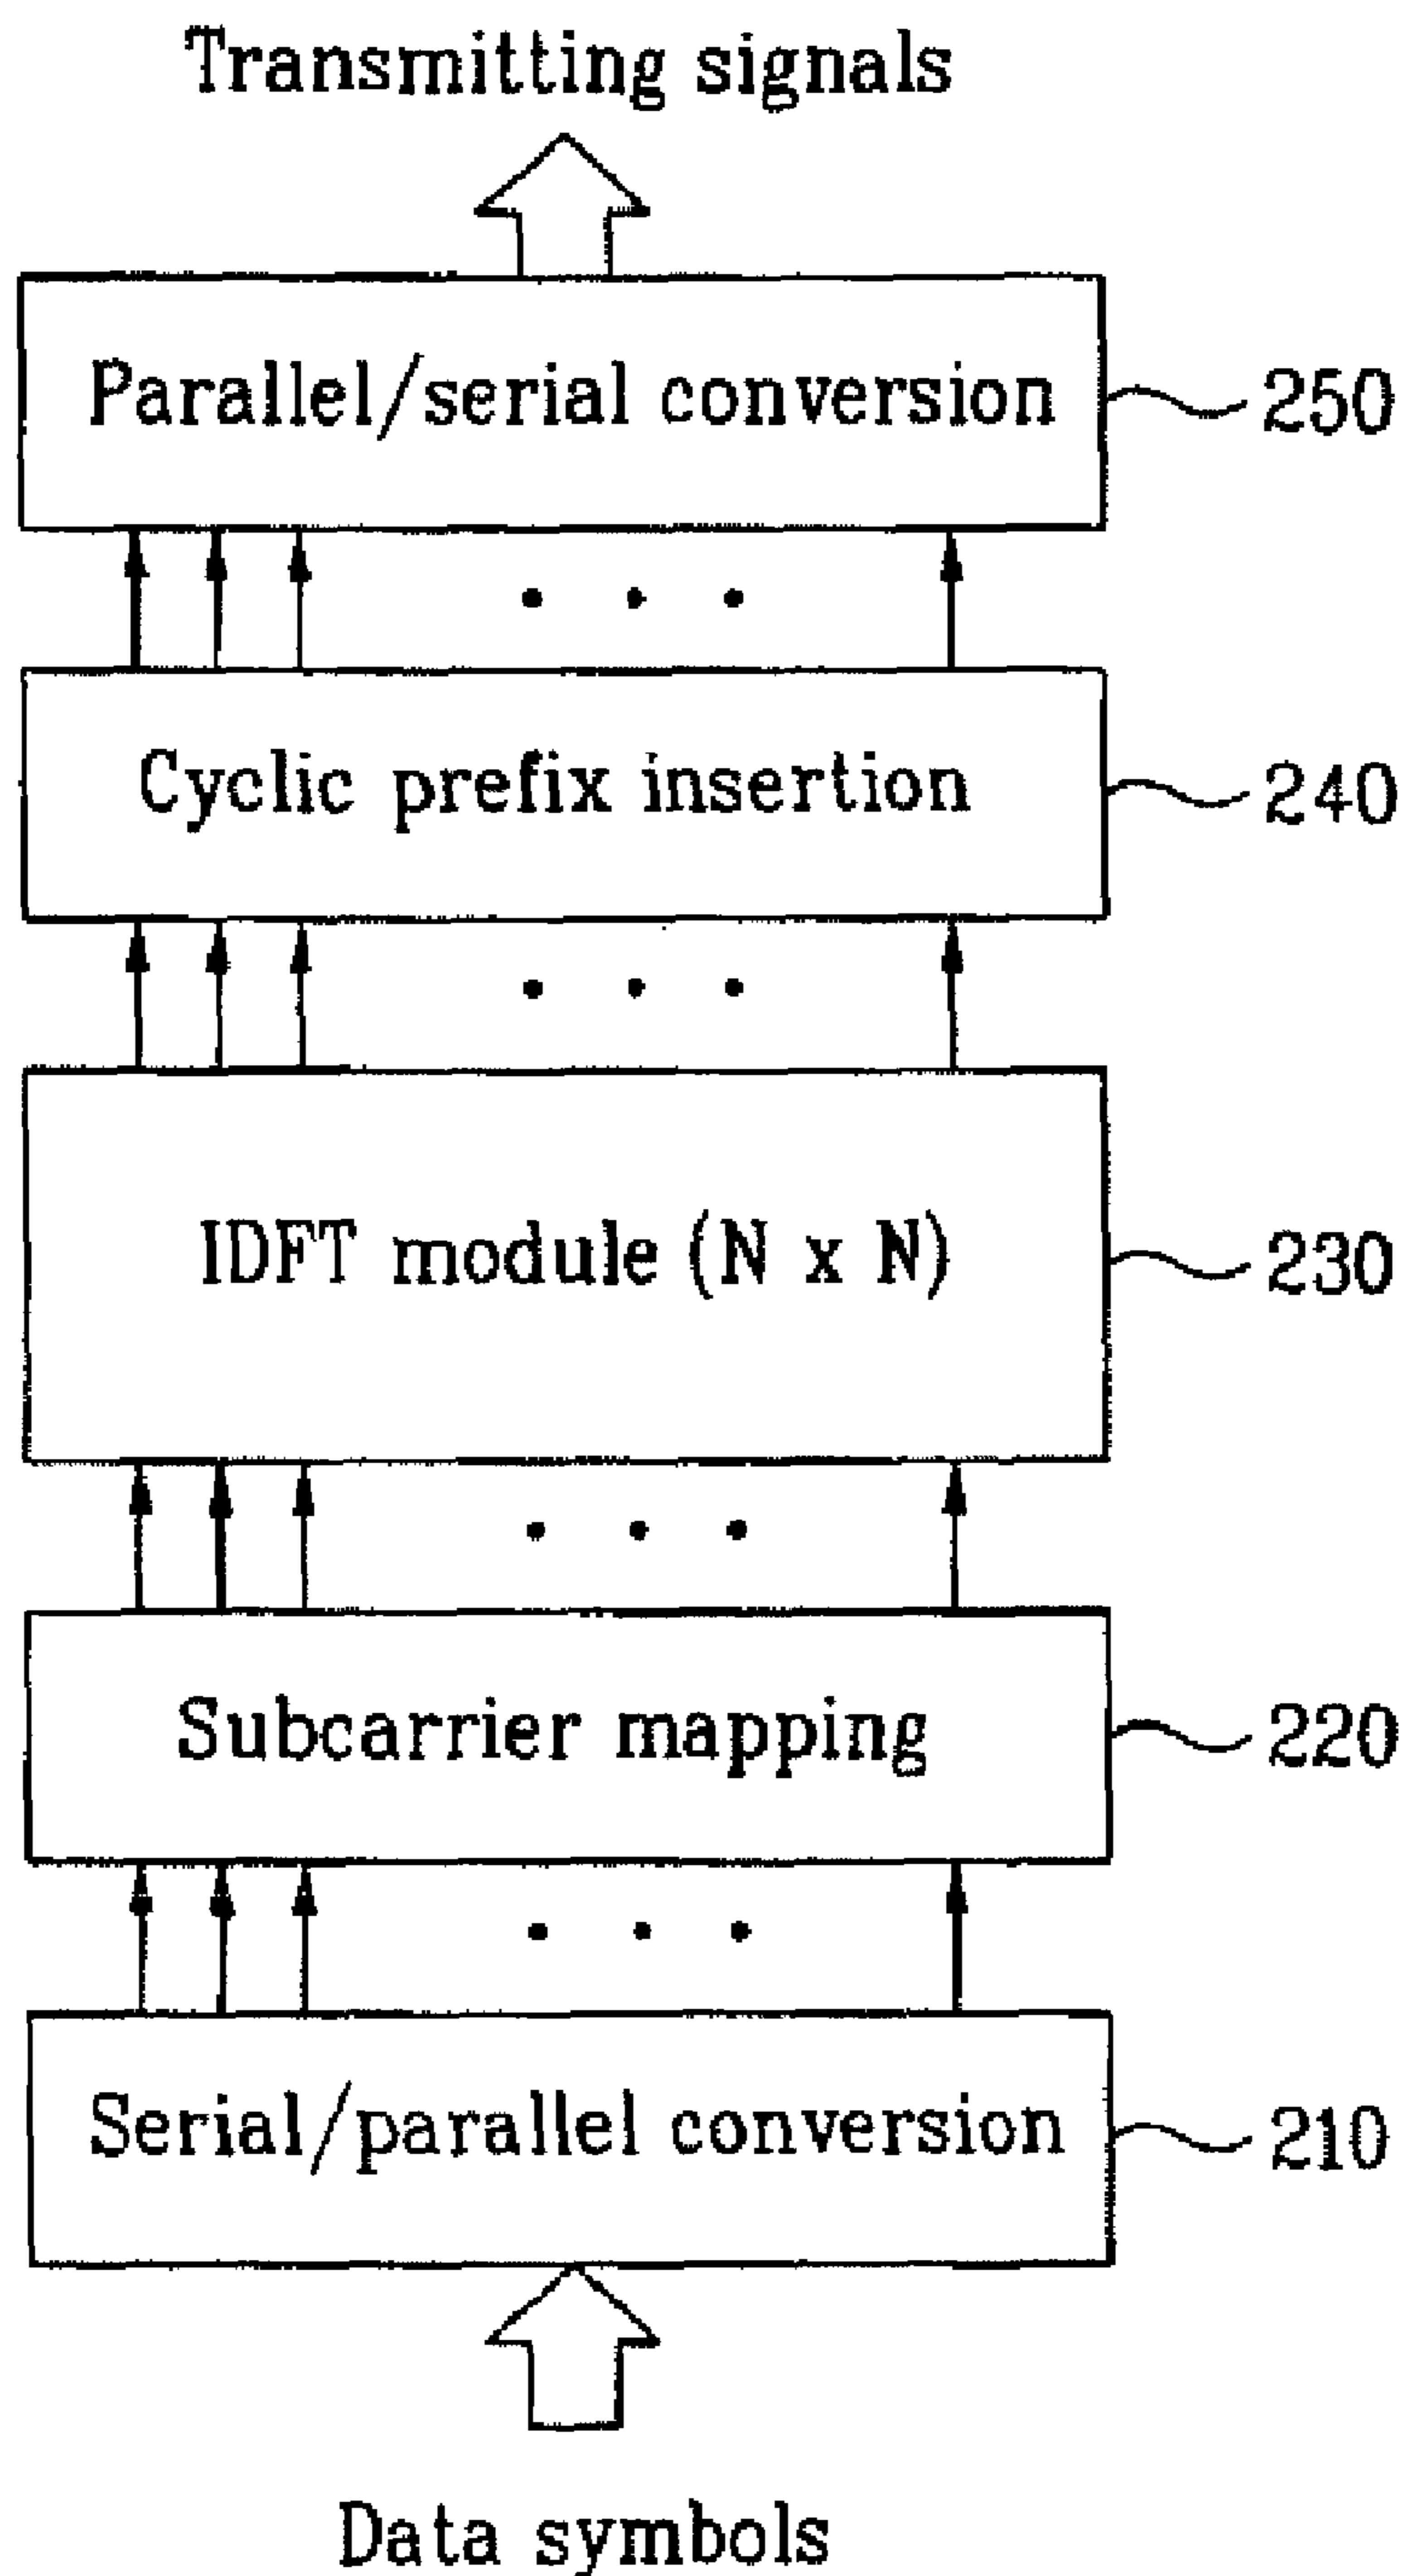 Transmitting signals
Parallel/serial conversion
250
Cyclic prefix insertion
240
IDFT module (N x N)
230
Subcarrier mapping
220
Serial/parallel conversion
210
Data symbols